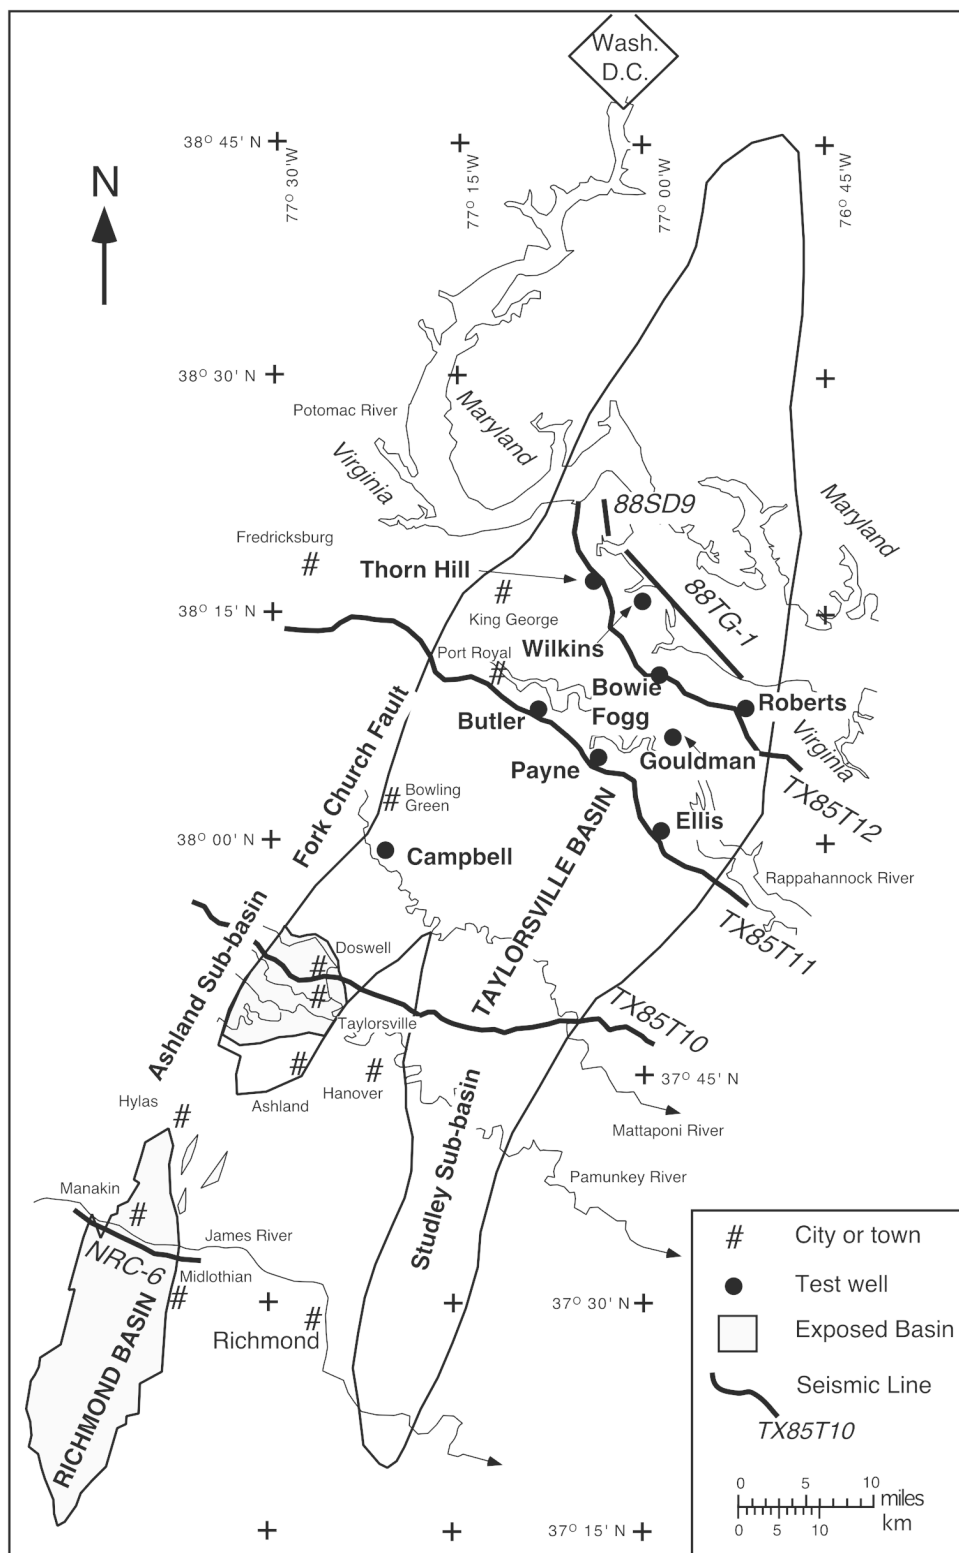 Wash.
D.C.
38° 45' N
77° 30'W
77° 15'W
77° 00'W
76° 45'W
N
38° 30' N
Potomac River
Maryland
Virginia
88SD9
Maryland
Fredricksburg
#
Thorn Hill
#
King George
88TG-1
38° 15' N
Wilkins
Port Royal
#
Bowie
Fogg
Roberts
Butler
Virginia
Gouldman
Payne
TX85T12
Fork Church Fault
# Bowling
Green
Ellis
38° 00' N
Campbell
TAYLORSVILLE BASIN
Rappahannock River
TX85T11
Ashland Sub-basin
Doswell
#
#
TX85T10
Taylorsville
#
#
37° 45' N
Hanover
Ashland
Hylas
#
Mattaponi River
Studley Sub-basin
Pamunkey River
Manakin
#
James River
NRC-6
Midlothian
#
37° 30' N
#
Richmond
RICHMOND BASIN
37° 15' N
# City or town
Test well
Exposed Basin
Seismic Line
TX85T10
0 5 10
miles
km
0 5 10